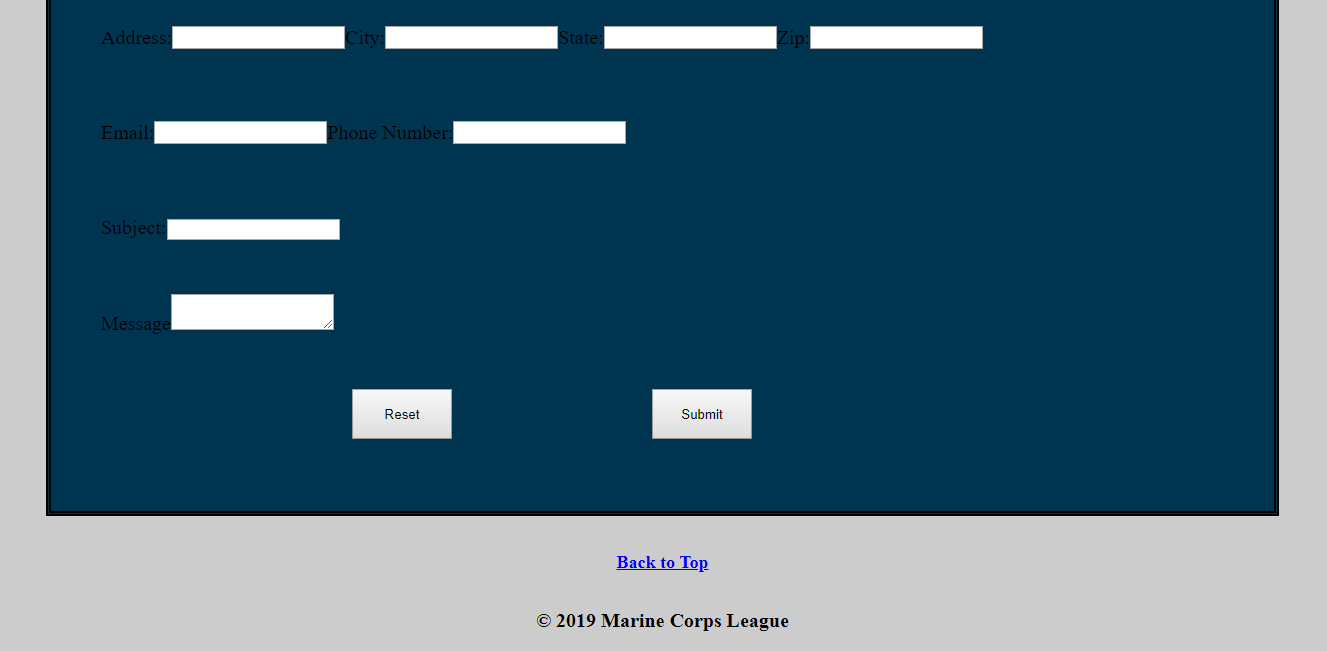 Address: City: State: Zip:
Email: Phone Number:
Subject:
Message
Reset Submit
Back to Top
© 2019 Marine Corps League